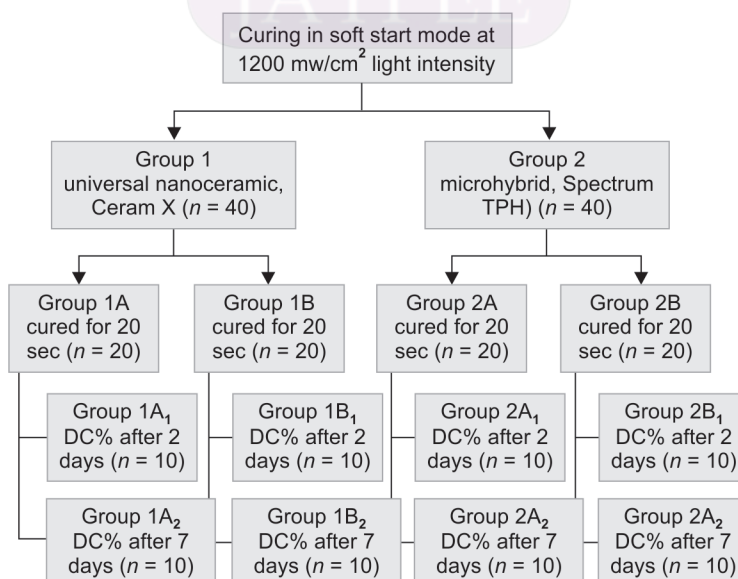 JAYPEE
Curing in soft start mode at
1200 mw/cm² light intensity
Group 1
universal nanoceramic,
Ceram X (n = 40)
Group 2
microhybrid, Spectrum
TPH) (n = 40)
Group 1A
cured for 20
sec (n = 20)
Group 1B
cured for 20
sec (n = 20)
Group 2A
cured for 20
sec (n = 20)
Group 2B
cured for 20
sec (n = 20)
Group 1A₁
DC% after 2
days (n = 10)
Group 1B₁
DC% after 2
days (n = 10)
Group 2A₁
DC% after 2
days (n = 10)
Group 2B₁
DC% after 2
days (n = 10)
Group 1A₂
DC% after 7
days (n = 10)
Group 1B₂
DC% after 7
days (n = 10)
Group 2A₂
DC% after 7
days (n = 10)
Group 2A₂
DC% after 7
days (n = 10)